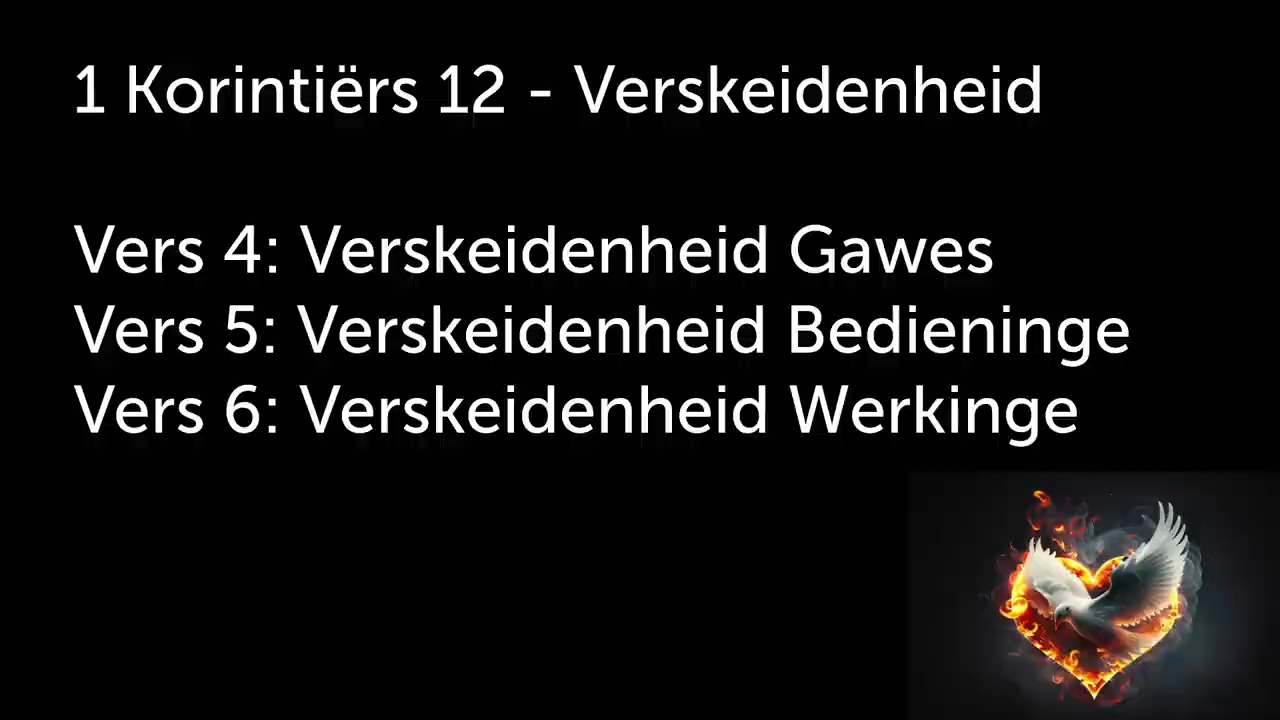 1 Korintiërs 12 - Verskeidenheid
Vers 4: Verskeidenheid Gawes
Vers 5: Verskeidenheid Bedieninge
Vers 6: Verskeidenheid Werkinge